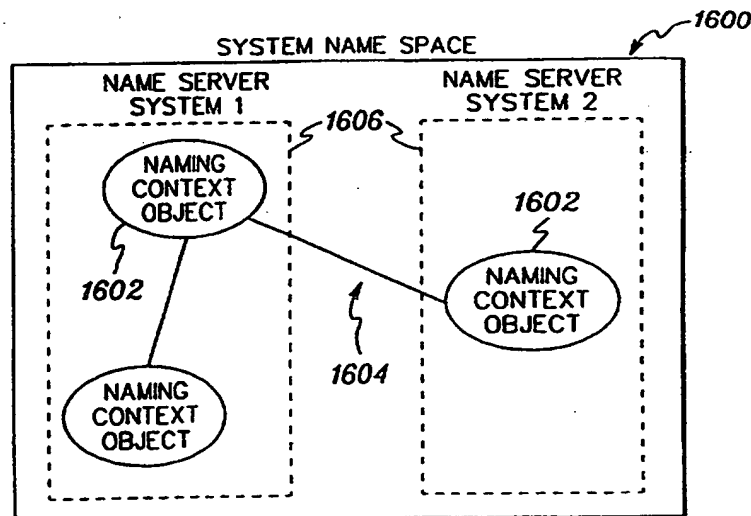 1600
SYSTEM NAME SPACE
NAME SERVER
SYSTEM 1
1606
NAME SERVER
SYSTEM 2
NAMING
CONTEXT
OBJECT
1602
1602
NAMING
CONTEXT
OBJECT
1604
NAMING
CONTEXT
OBJECT